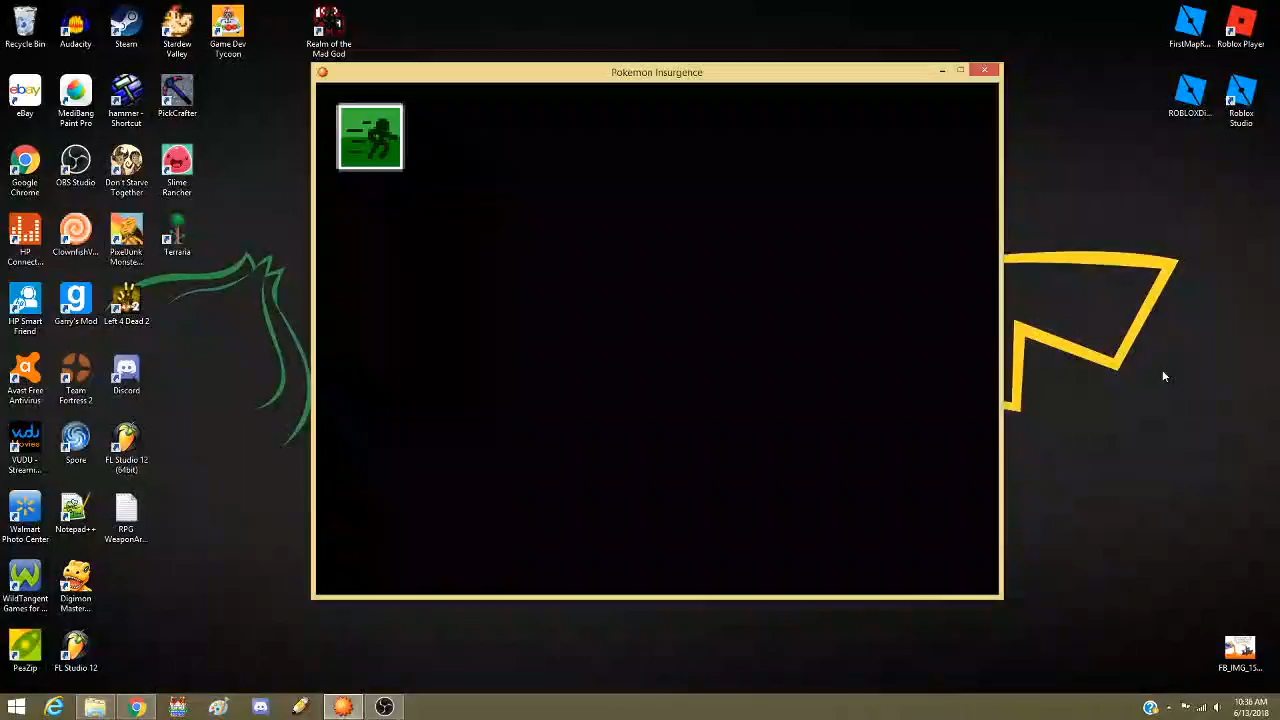 Recycle Bin
Audacity
Steam
Stardew
Valley
Game Dev
Tycoon
Realm of the
Mad God
FirstMapR...
Roblox Player
Pokemon Insurgence
eBay
MediBang
Paint Pro
hammer -
Shortcut
PickCrafter
ROBLOXDi...
Roblox
Studio
Google
Chrome
OBS Studio
Don't Starve
Together
Slime
Rancher
HP
Connect...
ClownfishV...
PixelJunk
Monste...
Terraria
HP Smart
Friend
Garry's Mod
Left 4 Dead 2
Avast Free
Antivirus
Team
Fortress 2
Discord
VUDU -
Streami...
Spore
FL Studio 12
(64bit)
Walmart
Photo Center
Notepad++
RPG
WeaponAr...
WildTangent
Games for ...
Digimon
Master...
PeaZip
FL Studio 12
FB_IMG_15...
10:36 AM
6/13/2018